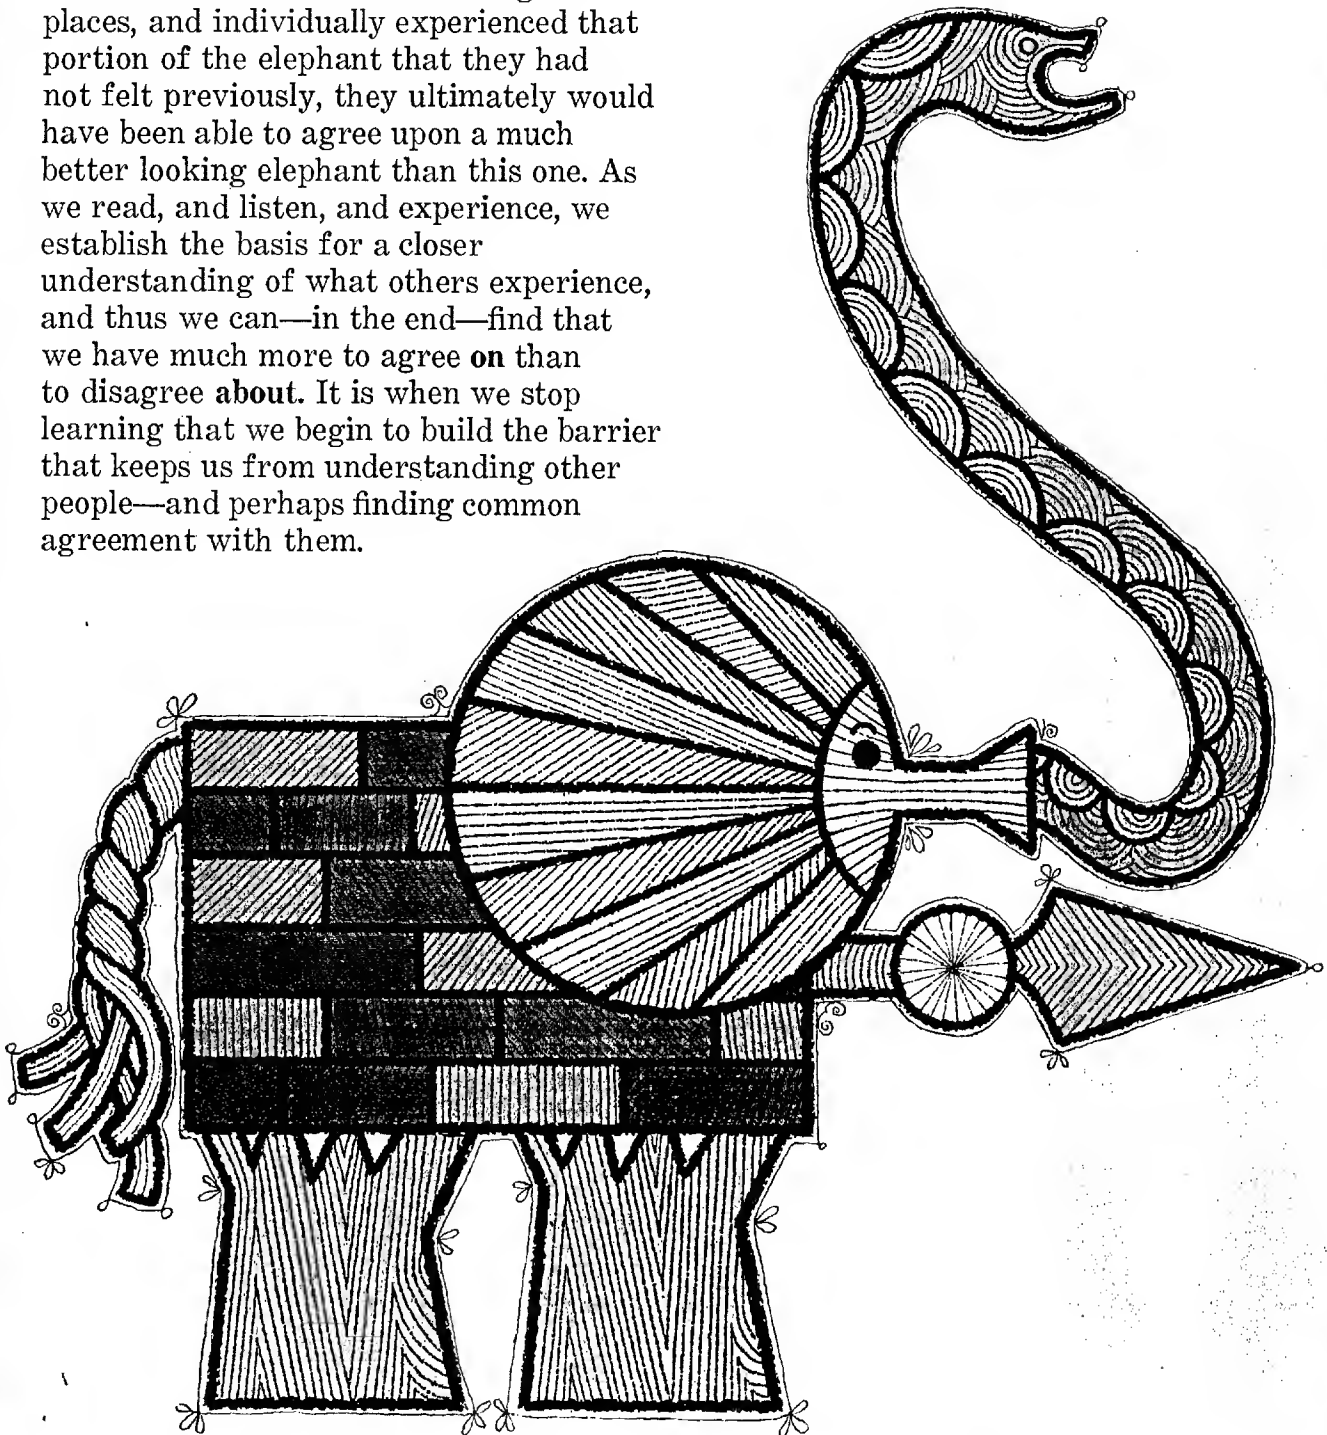 places, and individually experienced that
portion of the elephant that they had
not felt previously, they ultimately would
have been able to agree upon a much
better looking elephant than this one. As
we read, and listen, and experience, we
establish the basis for a closer
understanding of what others experience,
and thus we can—in the end—find that
we have much more to agree on than
to disagree about. It is when we stop
learning that we begin to build the barrier
that keeps us from understanding other
people—and perhaps finding common
agreement with them.